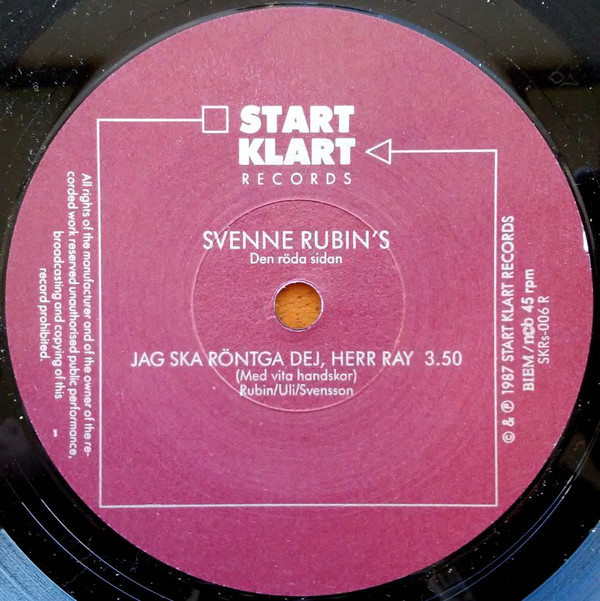 START
KLART
RECORDS
SVENNE RUBIN'S
Den röda sidan
JAG SKA RÖNTGA DEJ, HERR RAY 3.50
(Med vita handskar)
Rubin/Uli/Svensson
All rights of the manufacturer and of the owner of the re-
corded work reserved unauthorised public performance,
broadcasting and copying of this
record prohibited.
1
© & ℗ 1987 START KLART RECORDS
BIEM/ncb 45 rpm
SKRs-006 R